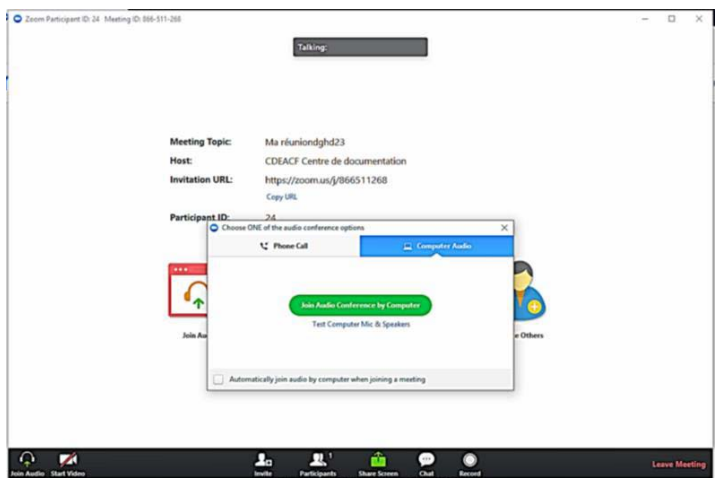 Zoom Participant ID: 24 Meeting ID: 866-511-268
Talking:
Meeting Topic: Ma réuniondghd23
Host: CDEACF Centre de documentation
Invitation URL: https://zoom.us/j/866511268
Copy URL
Participant ID: 24
Choose ONE of the audio conference options
Phone Call Computer Audio
Join Audio Conference by Computer
Test Computer Mic & Speakers
Join Au
e Others
Automatically join audio by computer when joining a meeting
Join Audio Start Video Invite Participants 1 Share Screen Chat Record Leave Meeting